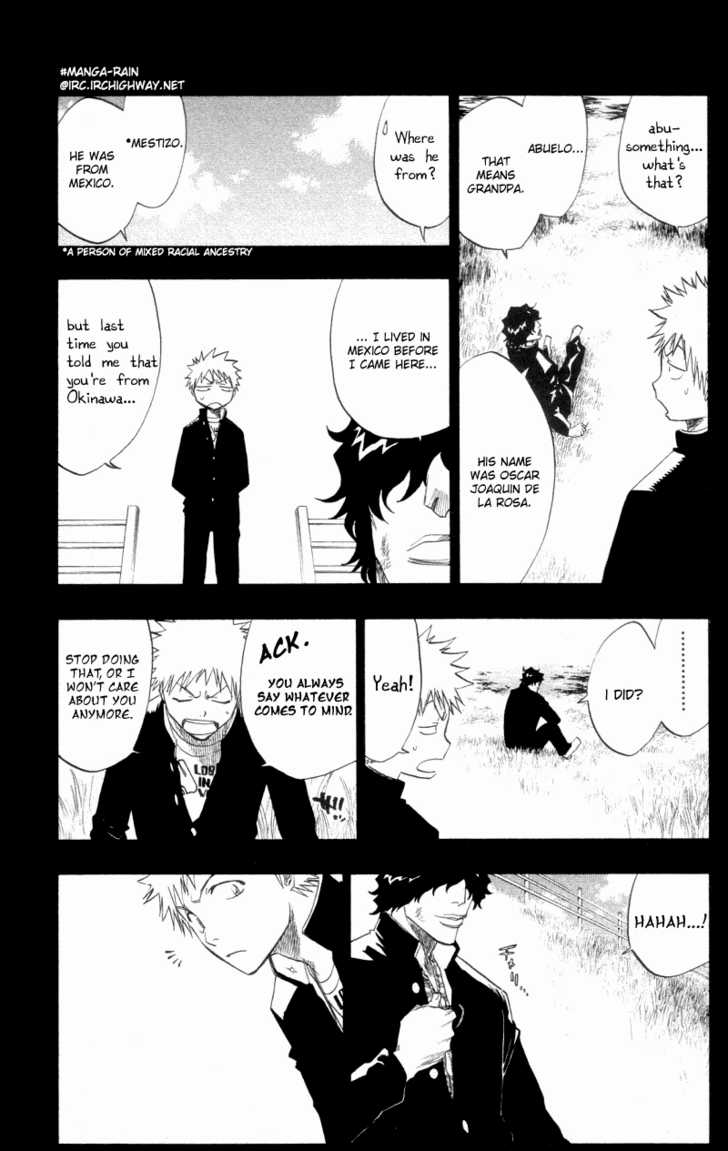 #MANGA-RAIN
@IRC.IRCHIGHWAY.NET
abu-
something...
what's
that?
ABUELO...
THAT
MEANS
GRANDPA.
HIS NAME
WAS OSCAR
JOAQUIN DE
LA ROSA.
Where
was he
from?
*MESTIZO.
HE WAS
FROM
MEXICO.
*A PERSON OF MIXED RACIAL ANCESTRY
... I LIVED IN
MEXICO BEFORE
I CAME HERE...
but last
time you
told me that
you're from
Okinawa...
..........
I DID?
Yeah!
ACK.
YOU ALWAYS
SAY WHATEVER
COMES TO MIND.
STOP DOING
THAT, OR I
WON'T CARE
ABOUT YOU
ANYMORE.
HAHAH....!